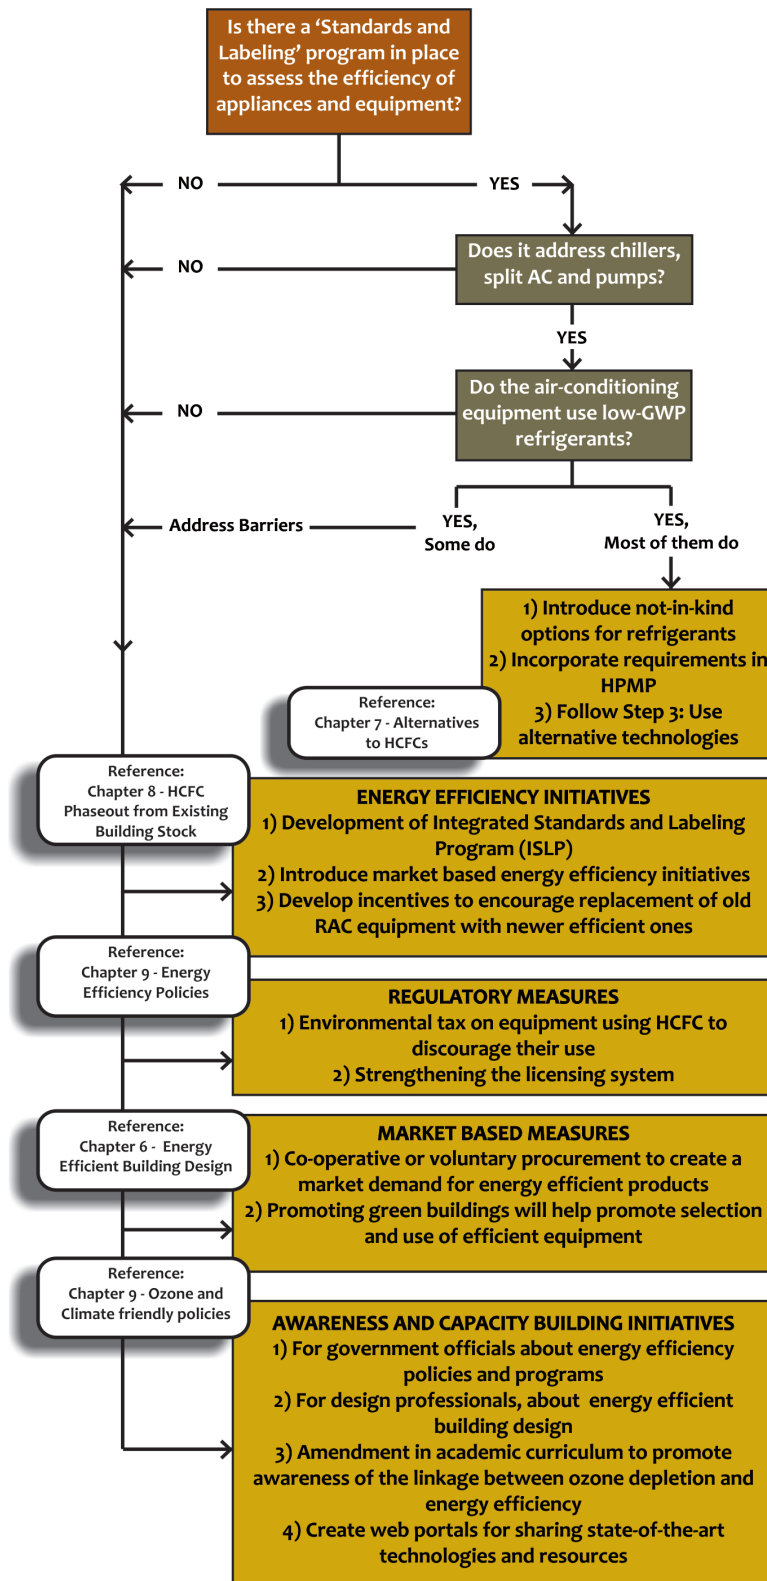 Is there a ‘Standards and
Labeling’ program in place
to assess the efficiency of
appliances and equipment?
NO
YES
Does it address chillers,
split AC and pumps?
NO
YES
Do the air-conditioning
equipment use low-GWP
refrigerants?
NO
Address Barriers
YES,
Some do
YES,
Most of them do
1) Introduce not-in-kind
options for refrigerants
2) Incorporate requirements in
HPMP
3) Follow Step 3: Use
alternative technologies
Reference:
Chapter 7 - Alternatives
to HCFCs
Reference:
Chapter 8 - HCFC
Phaseout from Existing
Building Stock
ENERGY EFFICIENCY INITIATIVES
1) Development of Integrated Standards and Labeling
Program (ISLP)
2) Introduce market based energy efficiency initiatives
3) Develop incentives to encourage replacement of old
RAC equipment with newer efficient ones
Reference:
Chapter 9 - Energy
Efficiency Policies
REGULATORY MEASURES
1) Environmental tax on equipment using HCFC to
discourage their use
2) Strengthening the licensing system
Reference:
Chapter 6 - Energy
Efficient Building Design
MARKET BASED MEASURES
1) Co-operative or voluntary procurement to create a
market demand for energy efficient products
2) Promoting green buildings will help promote selection
and use of efficient equipment
Reference:
Chapter 9 - Ozone and
Climate friendly policies
AWARENESS AND CAPACITY BUILDING INITIATIVES
1) For government officials about energy efficiency
policies and programs
2) For design professionals, about energy efficient
building design
3) Amendment in academic curriculum to promote
awareness of the linkage between ozone depletion and
energy efficiency
4) Create web portals for sharing state-of-the-art
technologies and resources